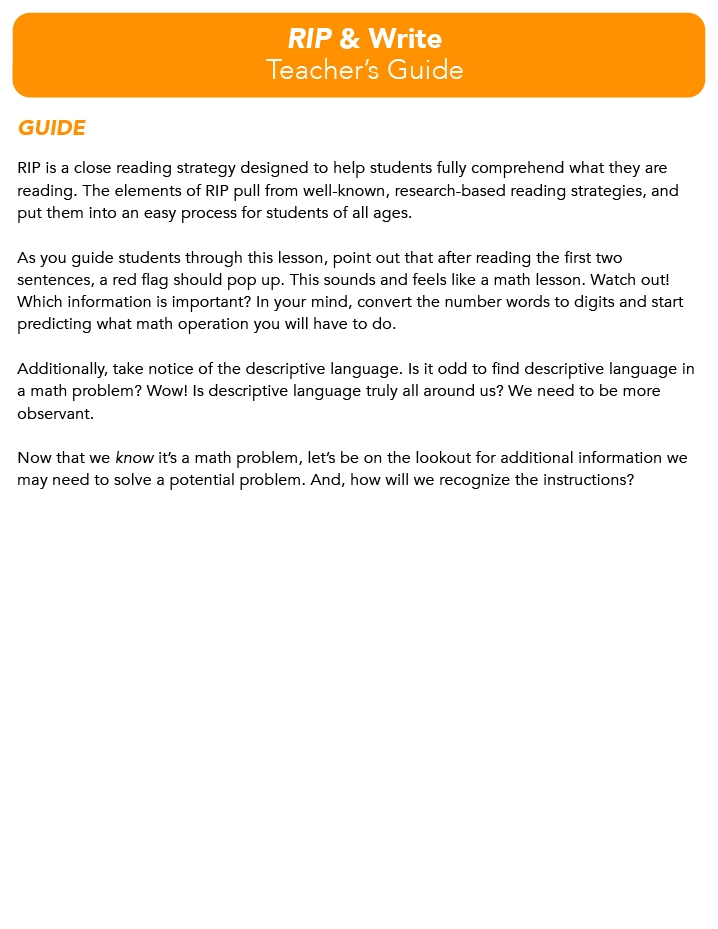 RIP & Write
Teacher's Guide
GUIDE
RIP is a close reading strategy designed to help students fully comprehend what they are
reading. The elements of RIP pull from well-known, research-based reading strategies, and
put them into an easy process for students of all ages.
As you guide students through this lesson, point out that after reading the first two
sentences, a red flag should pop up. This sounds and feels like a math lesson. Watch out!
Which information is important? In your mind, convert the number words to digits and start
predicting what math operation you will have to do.
Additionally, take notice of the descriptive language. Is it odd to find descriptive language in
a math problem? Wow! Is descriptive language truly all around us? We need to be more
observant.
Now that we know it's a math problem, let's be on the lookout for additional information we
may need to solve a potential problem. And, how will we recognize the instructions?